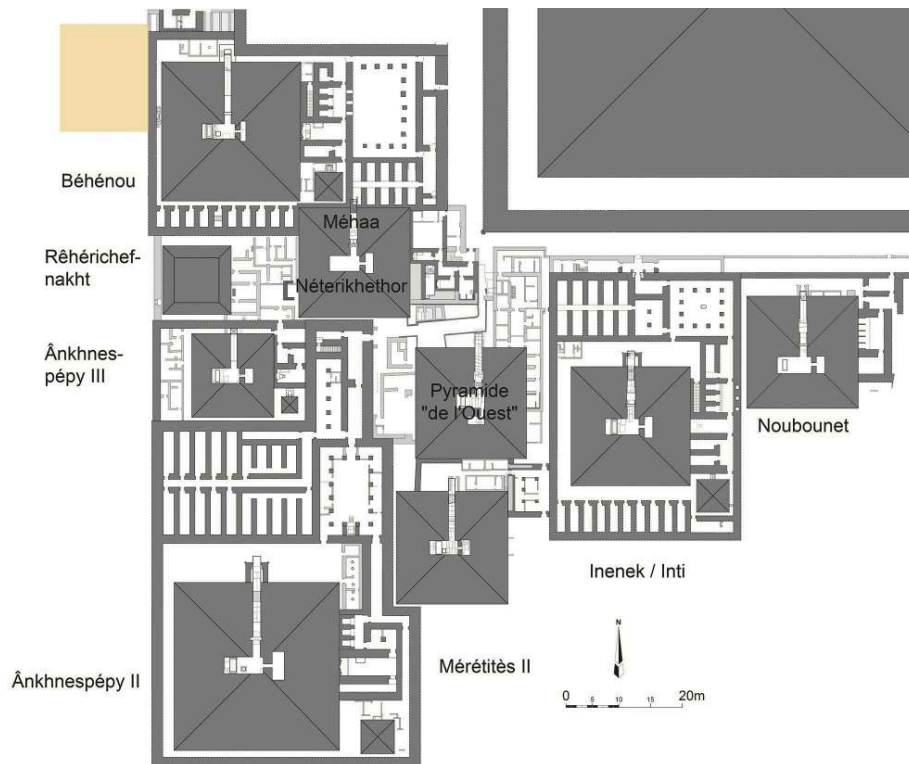 Béhénou
Méhaa
Rêhérichef-
nakht
Néterikhethor
Ânkhnes-
pépy III
Pyramide
"de l'Ouest"
Noubounet
Inenek / Inti
Mérétitès II
Ânkhnespépy II
N
0 5 10 15 20m